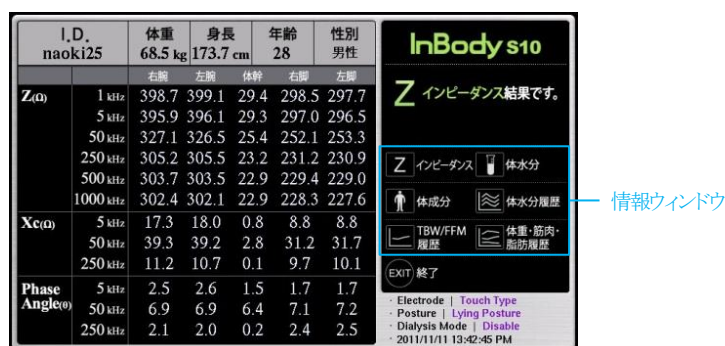 I.D. 体重 身長 年齢 性別
naoki25 68.5 kg 173.7 cm 28 男性
右腕 左腕 体幹 右脚 左脚
Z(Ω) 1 kHz 398.7 399.1 29.4 298.5 297.7
5 kHz 395.9 396.1 29.3 297.0 296.5
50 kHz 327.1 326.5 25.4 252.1 253.3
250 kHz 305.2 305.5 23.2 231.2 230.9
500 kHz 303.7 303.5 22.9 229.4 229.0
1000 kHz 302.4 302.1 22.9 228.3 227.6
Xc(Ω) 5 kHz 17.3 18.0 0.8 8.8 8.8
50 kHz 39.3 39.2 2.8 31.2 31.7
250 kHz 11.2 10.7 0.1 9.7 10.1
Phase 5 kHz 2.5 2.6 1.5 1.7 1.7
Angle(θ) 50 kHz 6.9 6.9 6.4 7.1 7.2
250 kHz 2.1 2.0 0.2 2.4 2.5
InBody S10
Z インピーダンス結果です。
Z インピーダンス 体水分
体成分 体水分履歴
TBW/FFM 体重・筋肉・
履歴 脂肪履歴
EXIT 終了
· Electrode | Touch Type
· Posture | Lying Posture
· Dialysis Mode | Disable
· 2011/11/11 13:42:45 PM
情報ウィンドウ